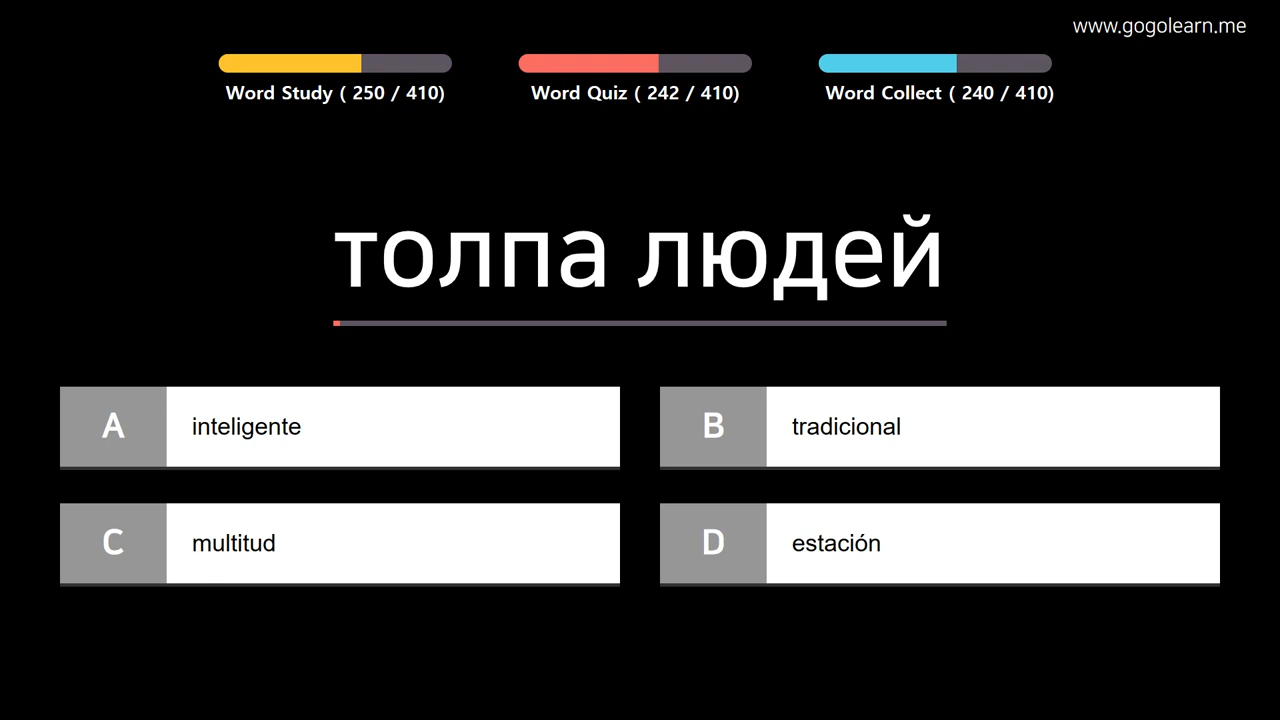 www.gogolearn.me
Word Study ( 250 / 410)
Word Quiz ( 242 / 410)
Word Collect ( 240 / 410)
толпа людей
A inteligente
B tradicional
C multitud
D estación